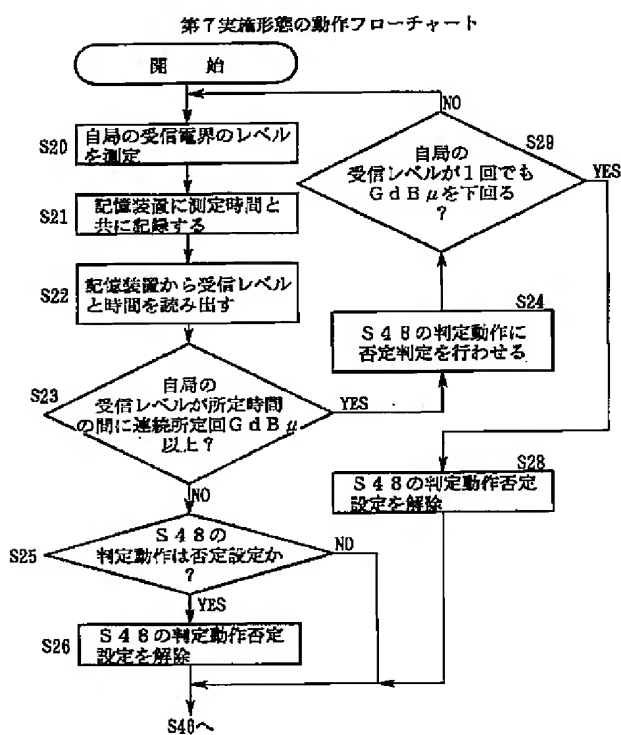 第7実施形態の動作フローチャート
開 始
S20
自局の受信電界のレベル
を測定
S21
記憶装置に測定時間と
共に記録する
S22
記憶装置から受信レベル
と時間を読み出す
S23
自局の
受信レベルが所定時間
の間に連続所定回GdBμ
以上?
YES
NO
S24
S48の判定動作に
否定判定を行わせる
S29
自局の
受信レベルが1回でも
GdBμを下回る
?
NO
YES
S28
S48の判定動作否定
設定を解除
S25
S48の
判定動作は否定設定か
?
NO
YES
S26
S48の判定動作否定
設定を解除
S46へ